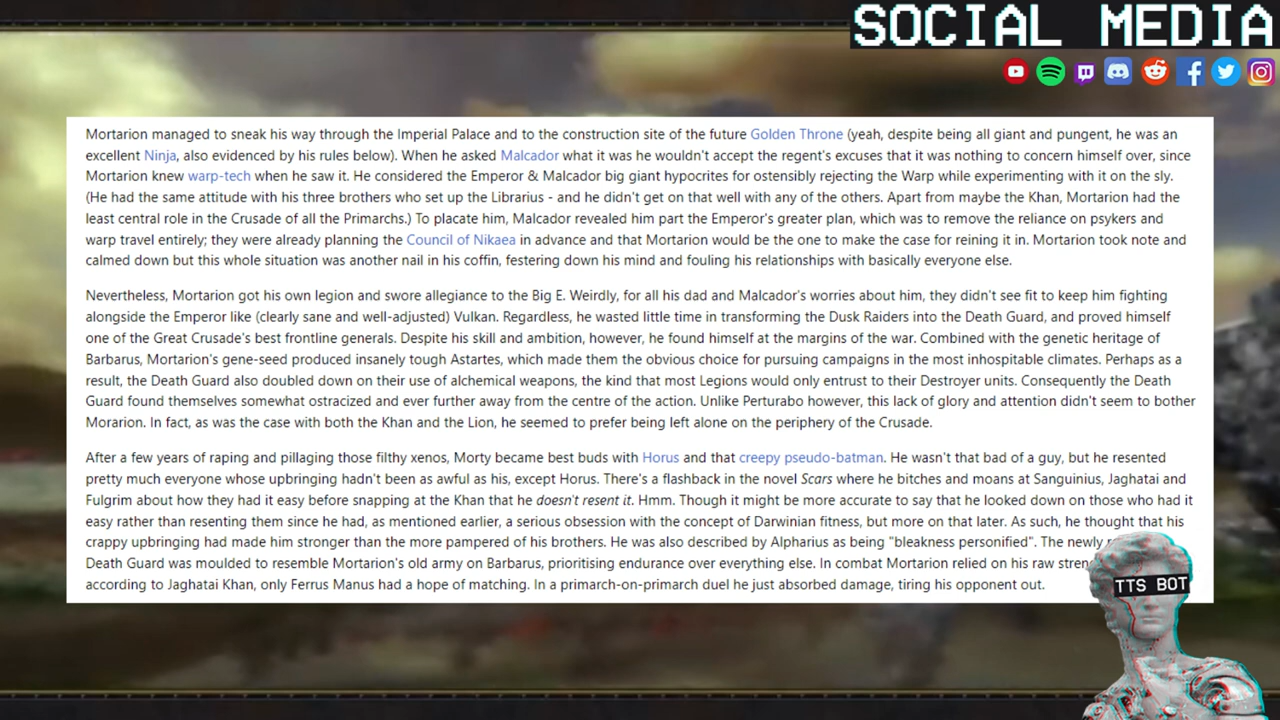 SOCIAL MEDIA
Mortarion managed to sneak his way through the Imperial Palace and to the construction site of the future Golden Throne (yeah, despite being all giant and pungent, he was an
excellent Ninja, also evidenced by his rules below). When he asked Malcador what it was he wouldn't accept the regent's excuses that it was nothing to concern himself over, since
Mortarion knew warp-tech when he saw it. He considered the Emperor & Malcador big giant hypocrites for ostensibly rejecting the Warp while experimenting with it on the sly.
(He had the same attitude with his three brothers who set up the Librarius - and he didn't get on that well with any of the others. Apart from maybe the Khan, Mortarion had the
least central role in the Crusade of all the Primarchs.) To placate him, Malcador revealed him part the Emperor's greater plan, which was to remove the reliance on psykers and
warp travel entirely; they were already planning the Council of Nikaea in advance and that Mortarion would be the one to make the case for reining it in. Mortarion took note and
calmed down but this whole situation was another nail in his coffin, festering down his mind and fouling his relationships with basically everyone else.
Nevertheless, Mortarion got his own legion and swore allegiance to the Big E. Weirdly, for all his dad and Malcador's worries about him, they didn't see fit to keep him fighting
alongside the Emperor like (clearly sane and well-adjusted) Vulkan. Regardless, he wasted little time in transforming the Dusk Raiders into the Death Guard, and proved himself
one of the Great Crusade's best frontline generals. Despite his skill and ambition, however, he found himself at the margins of the war. Combined with the genetic heritage of
Barbarus, Mortarion's gene-seed produced insanely tough Astartes, which made them the obvious choice for pursuing campaigns in the most inhospitable climates. Perhaps as a
result, the Death Guard also doubled down on their use of alchemical weapons, the kind that most Legions would only entrust to their Destroyer units. Consequently the Death
Guard found themselves somewhat ostracized and ever further away from the centre of the action. Unlike Perturabo however, this lack of glory and attention didn't seem to bother
Morarion. In fact, as was the case with both the Khan and the Lion, he seemed to prefer being left alone on the periphery of the Crusade.
After a few years of raping and pillaging those filthy xenos, Morty became best buds with Horus and that creepy pseudo-batman. He wasn't that bad of a guy, but he resented
pretty much everyone whose upbringing hadn't been as awful as his, except Horus. There's a flashback in the novel Scars where he bitches and moans at Sanguinius, Jaghatai and
Fulgrim about how they had it easy before snapping at the Khan that he doesn't resent it. Hmm. Though it might be more accurate to say that he looked down on those who had it
easy rather than resenting them since he had, as mentioned earlier, a serious obsession with the concept of Darwinian fitness, but more on that later. As such, he thought that his
crappy upbringing had made him stronger than the more pampered of his brothers. He was also described by Alpharius as being "bleakness personified". The newly
Death Guard was moulded to resemble Mortarion's old army on Barbarus, prioritising endurance over everything else. In combat Mortarion relied on his raw
according to Jaghatai Khan, only Ferrus Manus had a hope of matching. In a primarch-on-primarch duel he just absorbed damage, tiring his opponent out.
TTS BOT